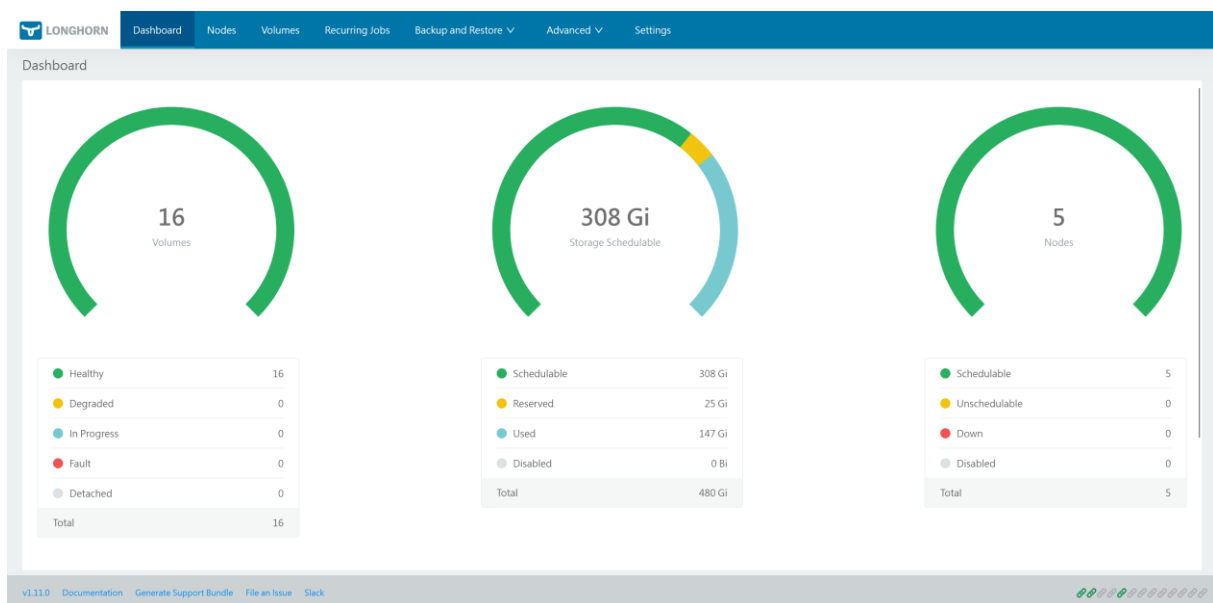 LONGHORN Dashboard Nodes Volumes Recurring Jobs Backup and Restore Advanced Settings
Dashboard
16
Volumes
Healthy 16
Degraded 0
In Progress 0
Fault 0
Detached 0
Total 16
308 Gi
Storage Schedulable
Schedulable 308 Gi
Reserved 25 Gi
Used 147 Gi
Disabled 0 Bi
Total 480 Gi
5
Nodes
Schedulable 5
Unschedulable 0
Down 0
Disabled 0
Total 5
v1.11.0 Documentation Generate Support Bundle File an Issue Slack